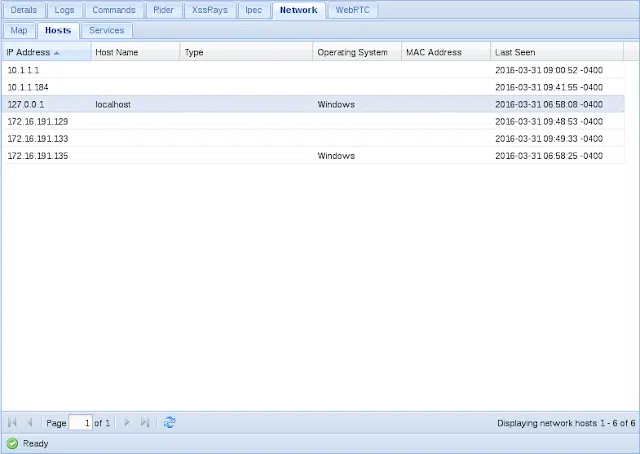 Details Logs Commands Rider XssRays Ipec Network WebRTC
Map Hosts Services
IP Address Host Name Type Operating System MAC Address Last Seen
10.1.1.1 2016-03-31 09:00:52 -0400
10.1.1.184 2016-03-31 09:41:55 -0400
127.0.0.1 localhost Windows 2016-03-31 06:58:08 -0400
172.16.191.129 2016-03-31 09:48:53 -0400
172.16.191.133 2016-03-31 09:49:33 -0400
172.16.191.135 Windows 2016-03-31 06:58:25 -0400
Page 1 of 1 Displaying network hosts 1 - 6 of 6
Ready